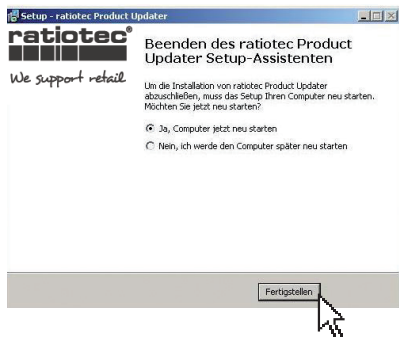 Setup - ratiotec Product Updater
ratiotec®
We support retail
Beenden des ratiotec Product
Updater Setup-Assistenten
Um die Installation von ratiotec Product Updater
abzuschließen, muss das Setup Ihren Computer neu starten.
Möchten Sie jetzt neu starten?
Ja, Computer jetzt neu starten
Nein, ich werde den Computer später neu starten
Fertigstellen